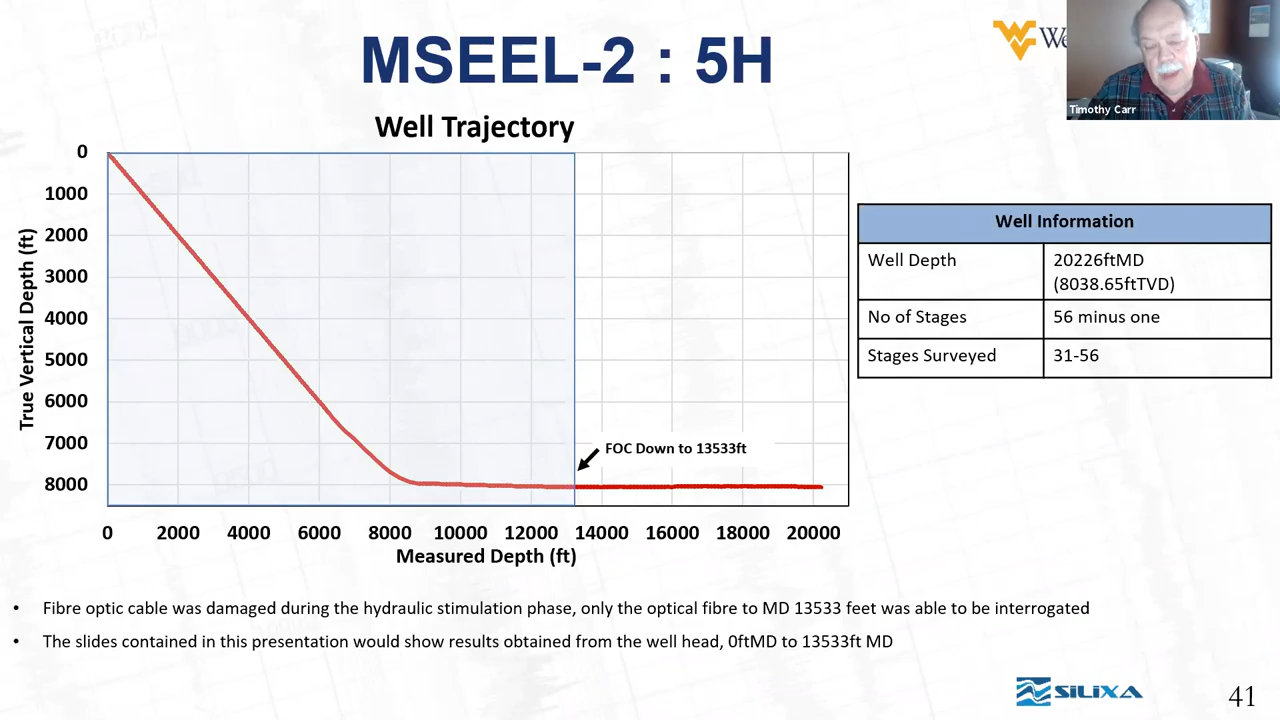 MSEEL-2 : 5H
We
Timothy Carr
Well Trajectory
0
1000
2000
3000
4000
5000
6000
7000
8000
True Vertical Depth (ft)
FOC Down to 13533ft
0 2000 4000 6000 8000 10000 12000 14000 16000 18000 20000
Measured Depth (ft)
Well Information
Well Depth 20226ftMD
(8038.65ftTVD)
No of Stages 56 minus one
Stages Surveyed 31-56
• Fibre optic cable was damaged during the hydraulic stimulation phase, only the optical fibre to MD 13533 feet was able to be interrogated
• The slides contained in this presentation would show results obtained from the well head, 0ftMD to 13533ft MD
SILIXA
41